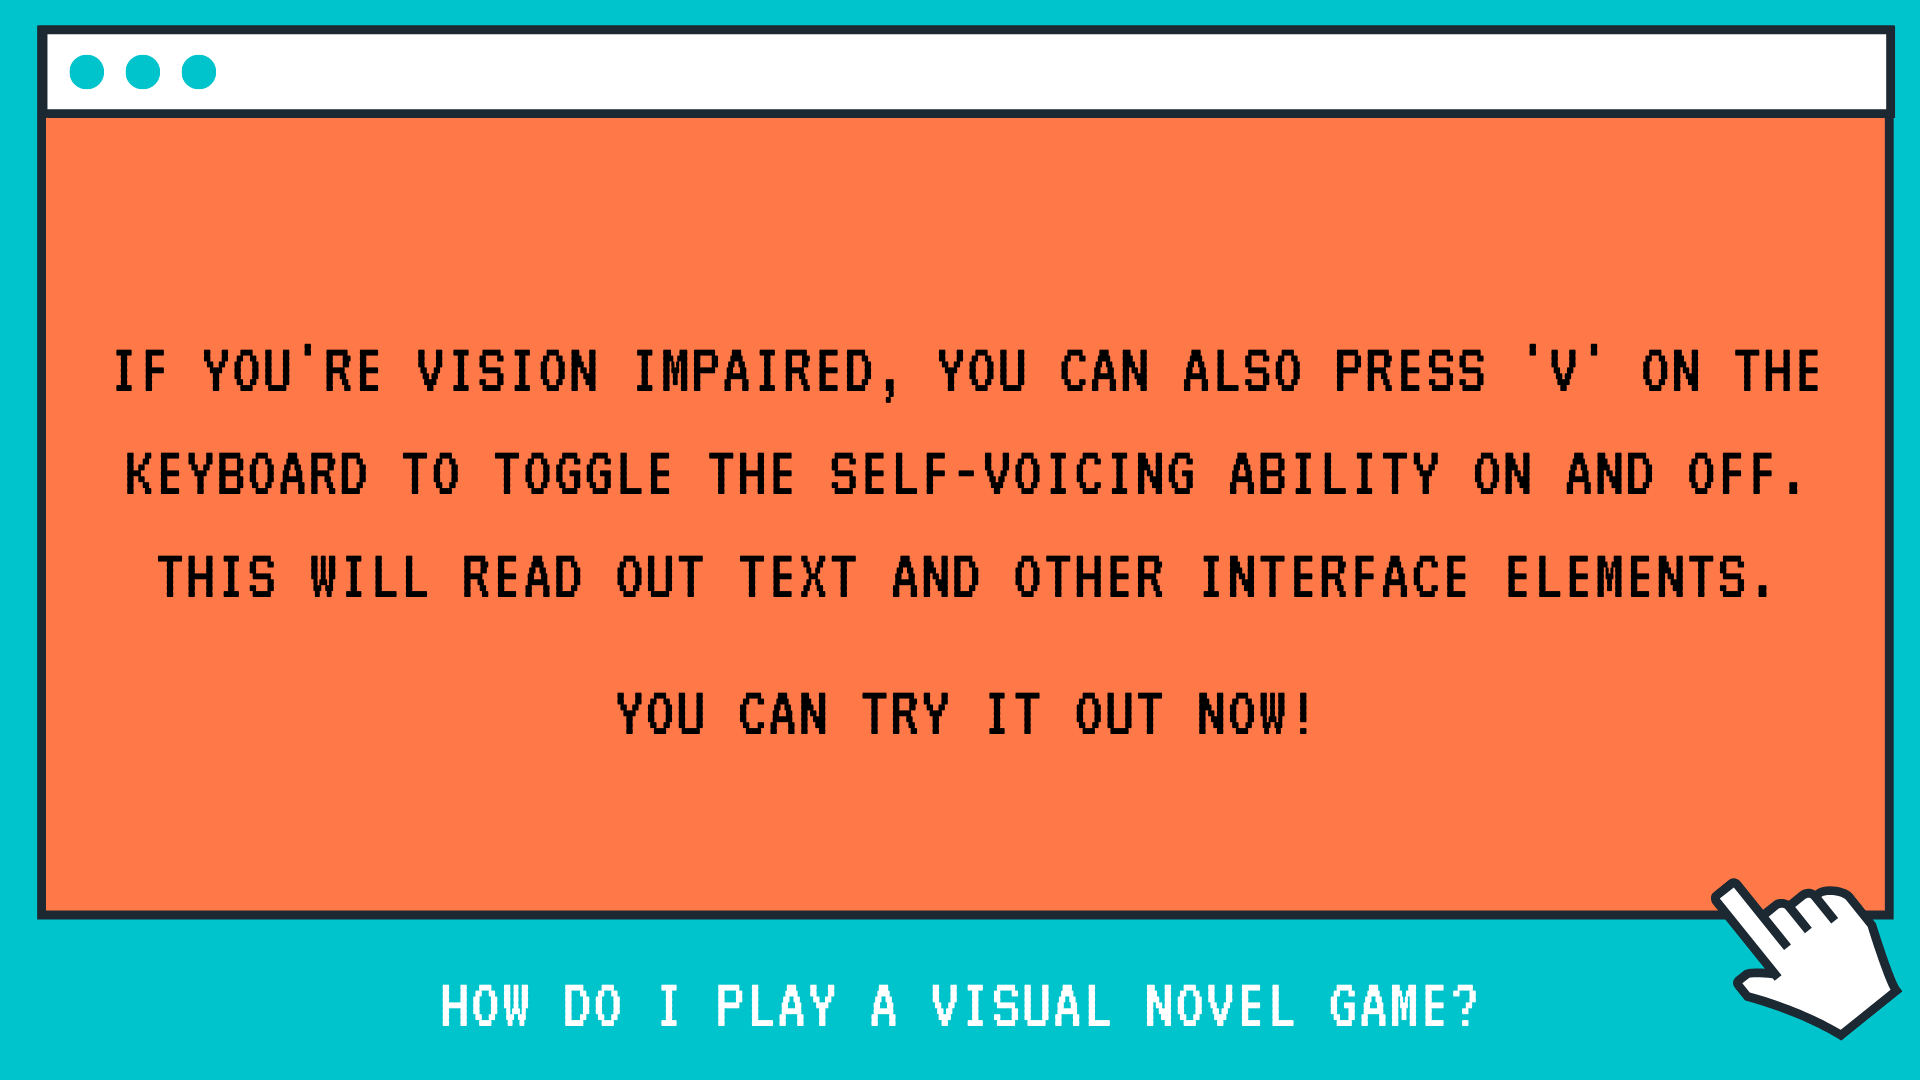 IF YOU'RE VISION IMPAIRED, YOU CAN ALSO PRESS 'V' ON THE
KEYBOARD TO TOGGLE THE SELF-VOICING ABILITY ON AND OFF.
THIS WILL READ OUT TEXT AND OTHER INTERFACE ELEMENTS.
YOU CAN TRY IT OUT NOW!
HOW DO I PLAY A VISUAL NOVEL GAME?